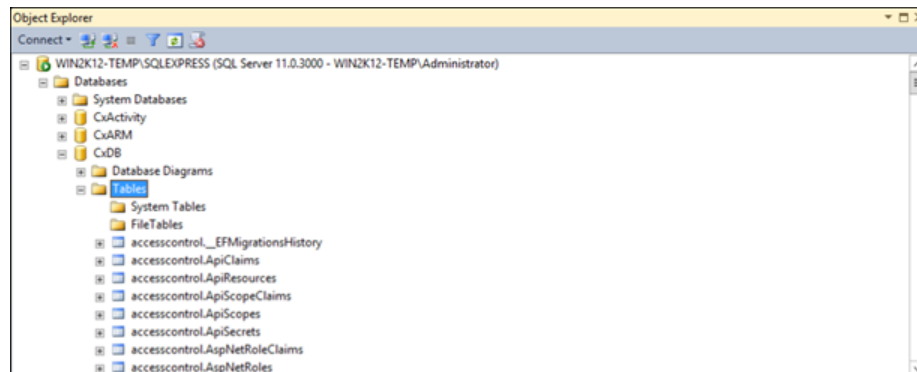 Object Explorer
Connect
WIN2K12-TEMP\SQLEXPRESS (SQL Server 11.0.3000 - WIN2K12-TEMP\Administrator)
Databases
System Databases
CxActivity
CxARM
CxDB
Database Diagrams
Tables
System Tables
FileTables
accesscontrol.__EFMigrationsHistory
accesscontrol.ApiClaims
accesscontrol.ApiResources
accesscontrol.ApiScopeClaims
accesscontrol.ApiScopes
accesscontrol.ApiSecrets
accesscontrol.AspNetRoleClaims
accesscontrol.AspNetRoles